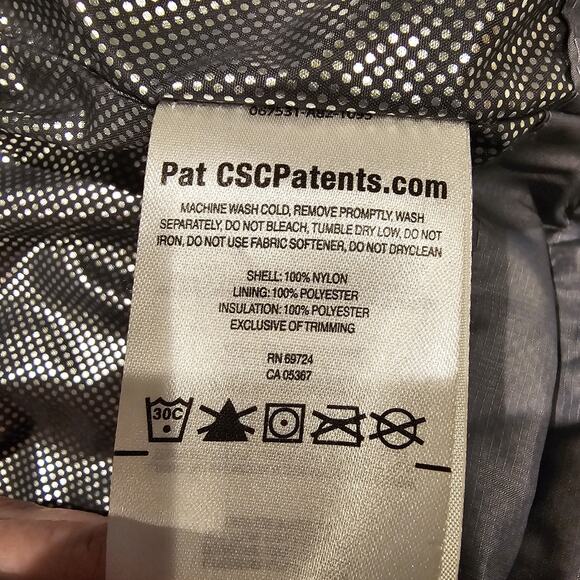 Pat CSCPatents.com
MACHINE WASH COLD, REMOVE PROMPTLY, WASH
SEPARATELY, DO NOT BLEACH, TUMBLE DRY LOW, DO NOT
IRON, DO NOT USE FABRIC SOFTENER, DO NOT DRYCLEAN
SHELL: 100% NYLON
LINING: 100% POLYESTER
INSULATION: 100% POLYESTER
EXCLUSIVE OF TRIMMING
RN 69724
CA 05367
30C